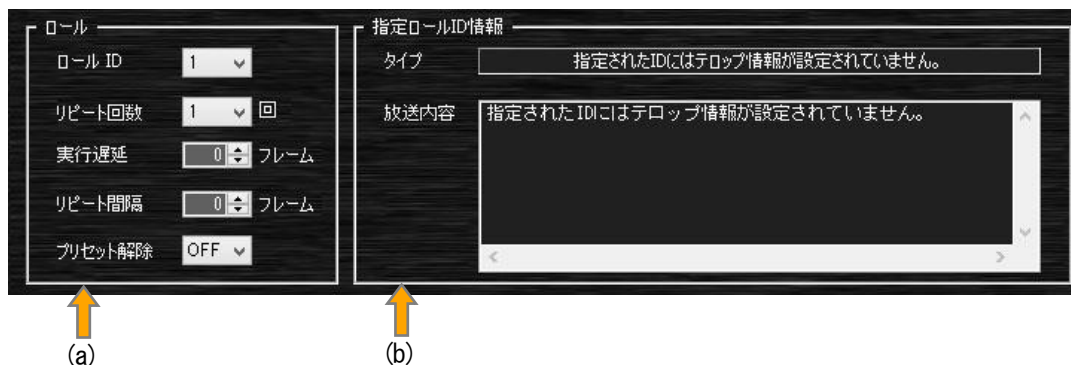 ロール
ロール ID
1
リピート回数
1
回
実行遅延
0
フレーム
リピート間隔
0
フレーム
プリセット解除
OFF
指定ロールID情報
タイプ
指定されたIDにはテロップ情報が設定されていません。
放送内容
指定されたIDにはテロップ情報が設定されていません。
(a)
(b)